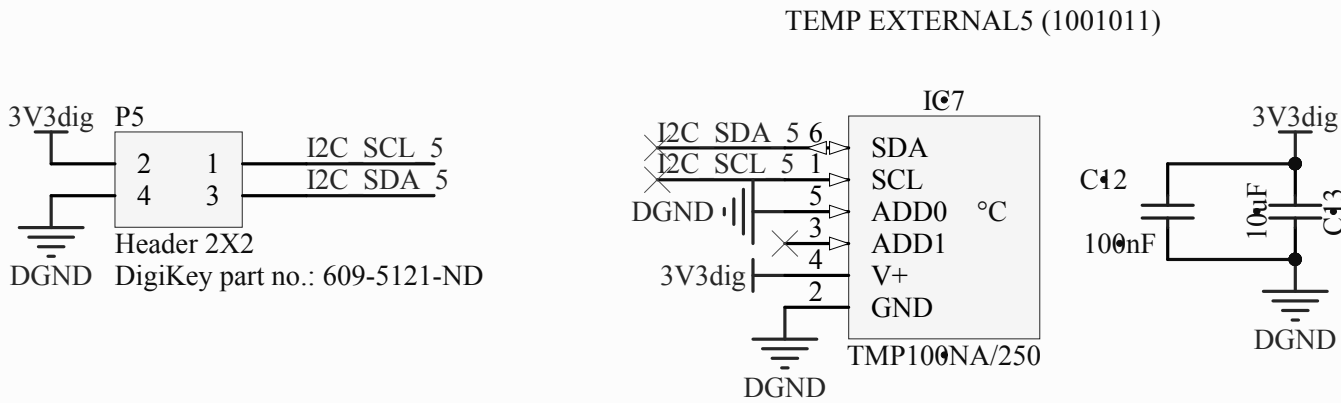 TEMP EXTERNAL5 (1001011)
3V3dig
P5
2
1
I2C SCL 5
4
3
I2C SDA 5
DGND
Header 2X2
DigiKey part no.: 609-5121-ND
IC7
I2C SDA 5
6
SDA
I2C SCL 5
1
SCL
DGND
5
ADD0
°C
3
ADD1
3V3dig
4
V+
2
GND
DGND
TMP100NA/250
3V3dig
C12
100nF
10uF
C13
DGND